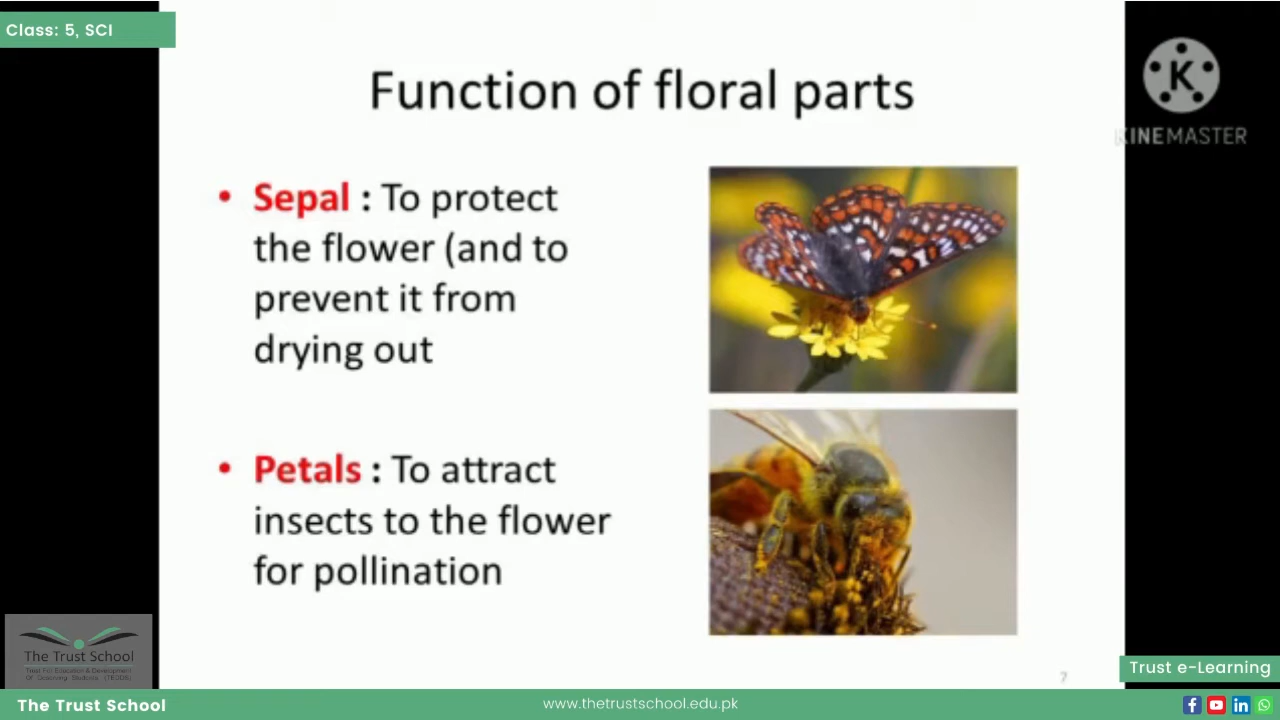 Class: 5, SCI
Function of floral parts
K
KINEMASTER
• Sepal : To protect
the flower (and to
prevent it from
drying out
• Petals : To attract
insects to the flower
for pollination
The Trust School
Trust For Education & Development
Of Deserving Students (TEDDS)
7
Trust e-Learning
The Trust School
www.thetrustschool.edu.pk